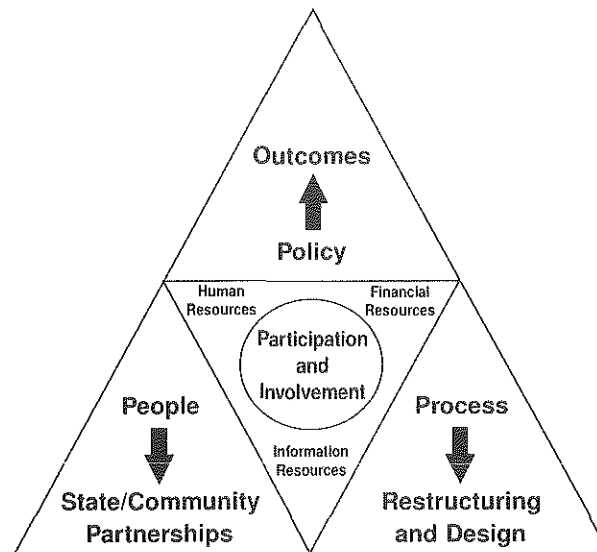 Outcomes
Policy
Human
Resources
Financial
Resources
Participation
and
Involvement
Information
Resources
People
State/Community
Partnerships
Process
Restructuring
and Design